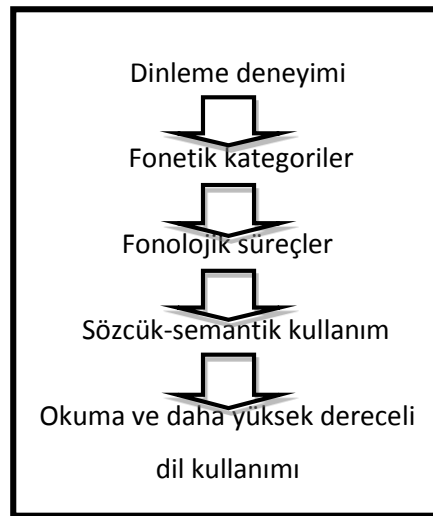 Dinleme deneyimi
Fonetik kategoriler
Fonolojik süreçler
Sözcük-semantik kullanım
Okuma ve daha yüksek dereceli
dil kullanımı